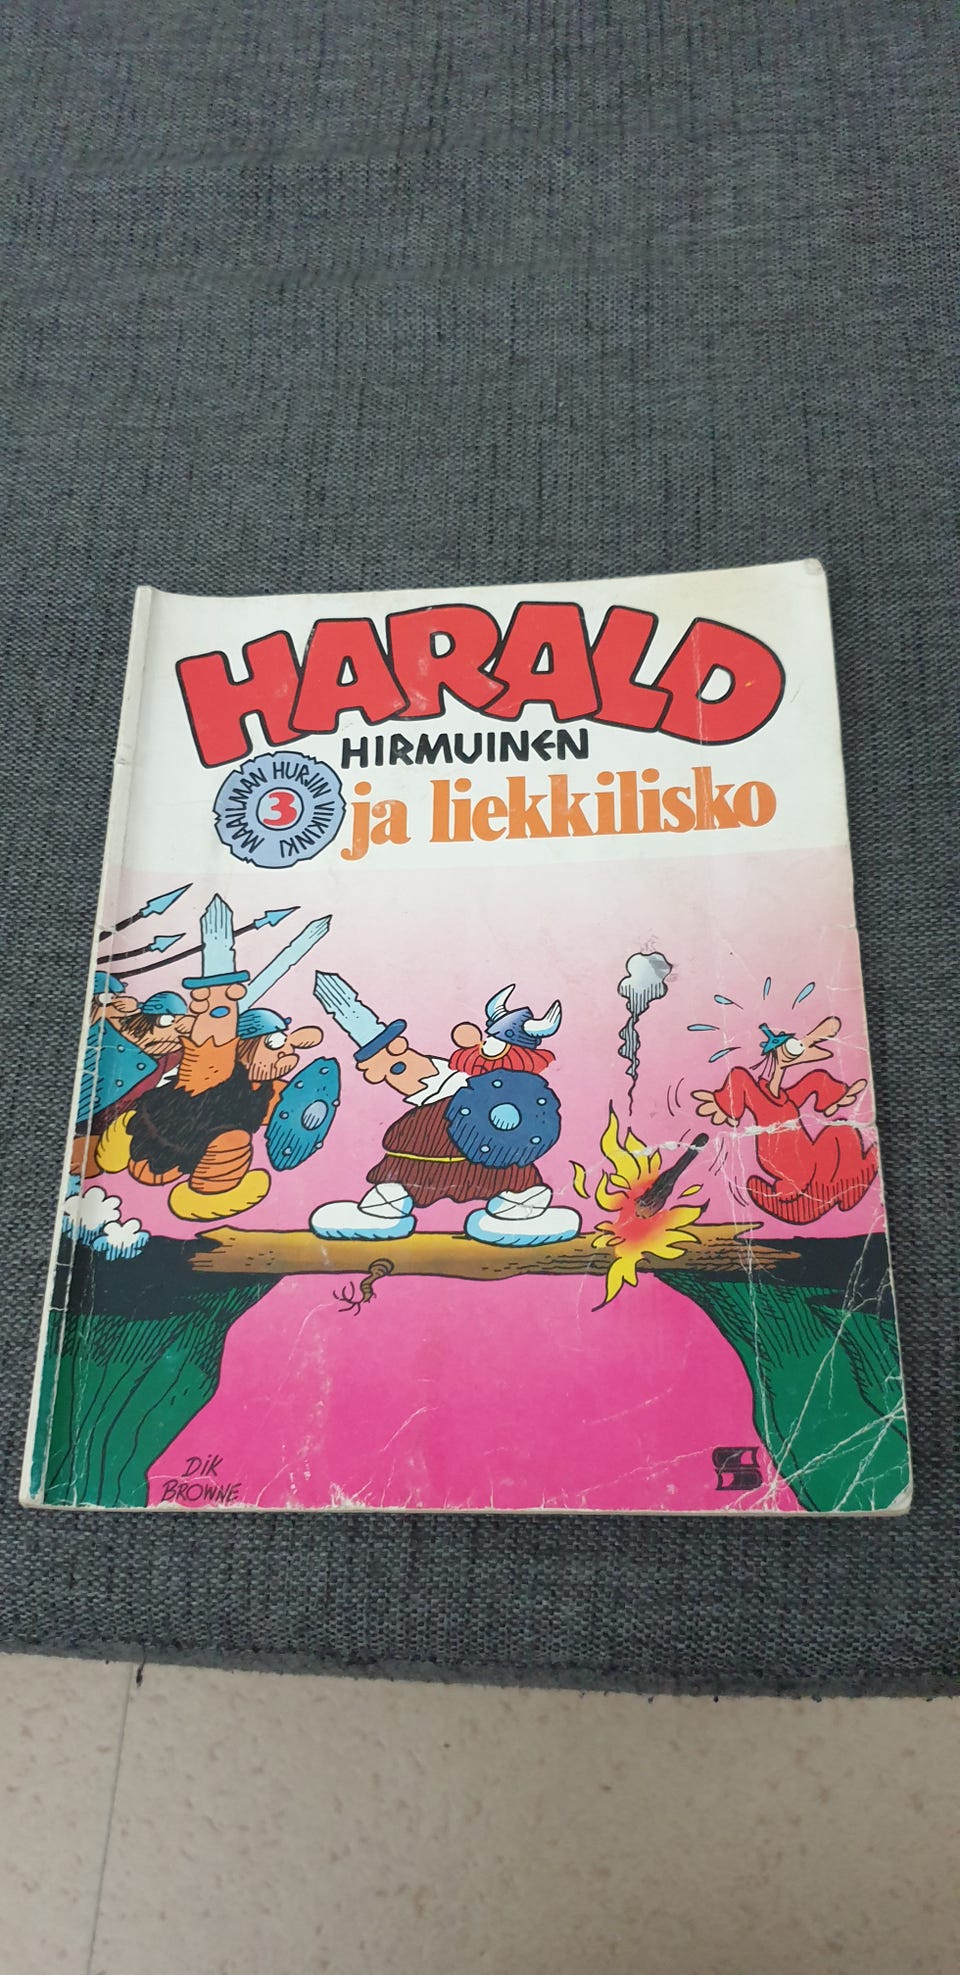 HARALD
HIRMUINEN
MAAILMAN HURJIN VIIKINKI
3
ja liekkilisko
DIK
BROWNE